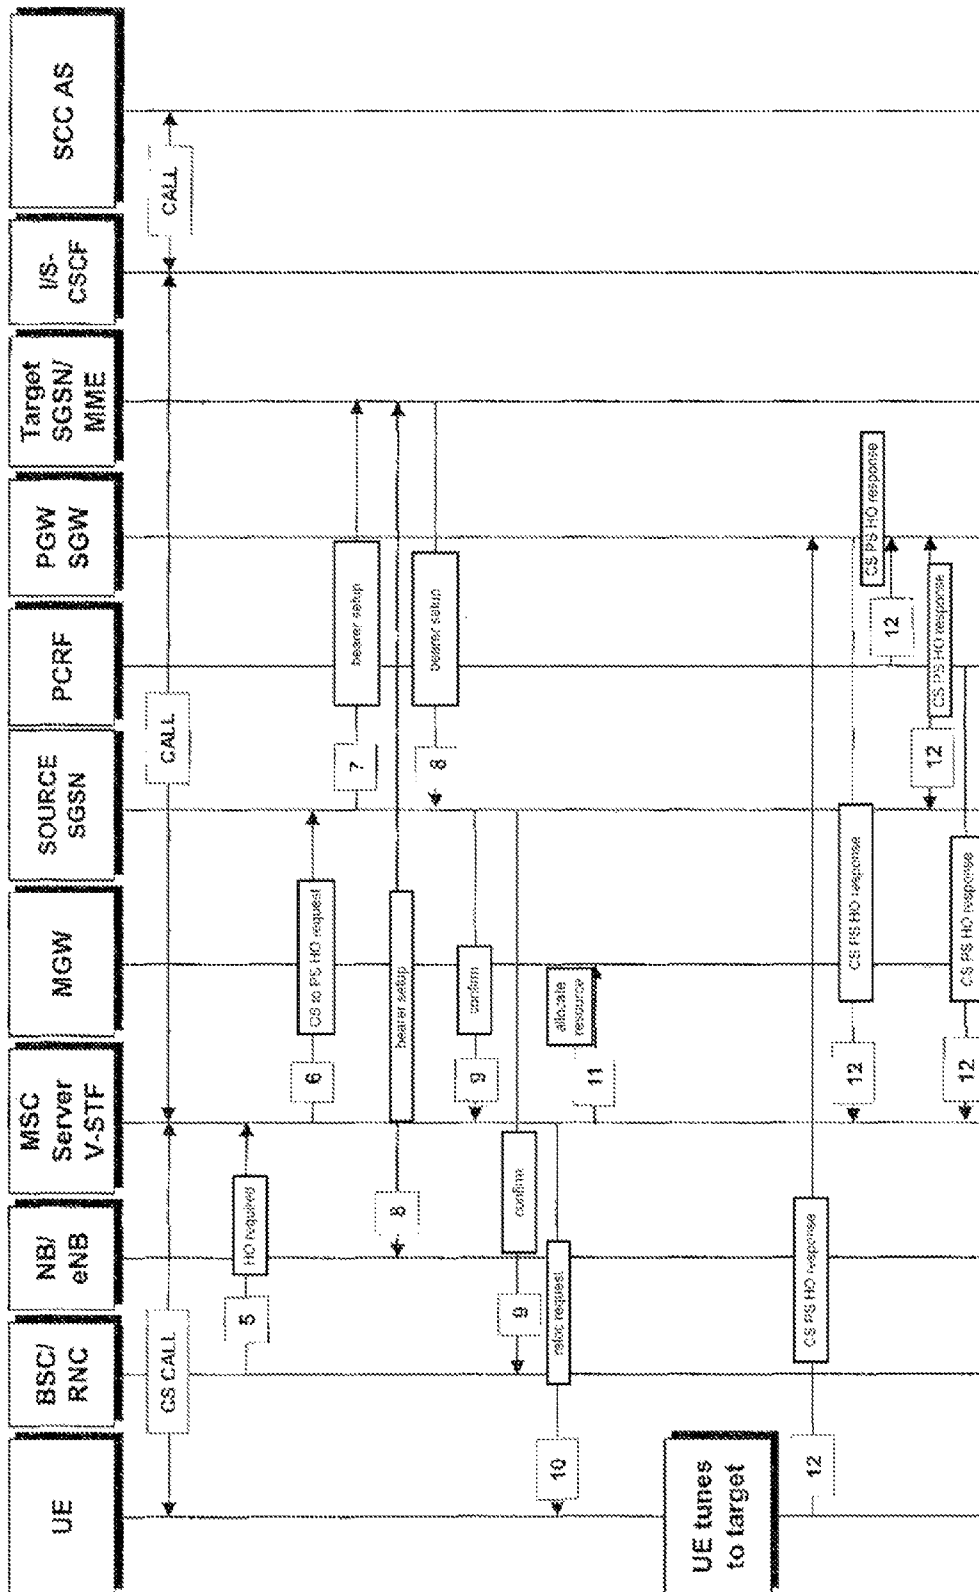 UE
BSC/
RNC
NB/
eNB
MSC
Server
V-STF
MGW
SOURCE
SGSN
PCRF
PGW
SGW
Target
SGSN/
MME
I/S-
CSCF
SCC AS
CS CALL
CALL
CALL
5
HO required
6
CS to PS HO request
7
bearer setup
8
bearer setup
8
bearer setup
9
confirm
9
confirm
10
reloc request
11
allocate
resource
UE tunes
to target
12
CS PS HO response
12
CS PS HO response
CS PS HO response
12
12
CS PS HO response
12
CS PS HO response